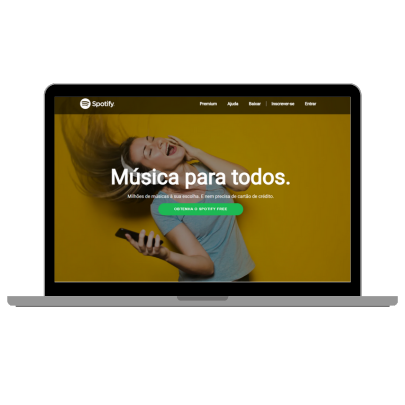 Spotify
Premium Ajuda Baixar | Inscrever-se Entrar
Música para todos.
Milhões de músicas à sua escolha. E nem precisa de cartão de crédito.
OBTENHA O SPOTIFY FREE